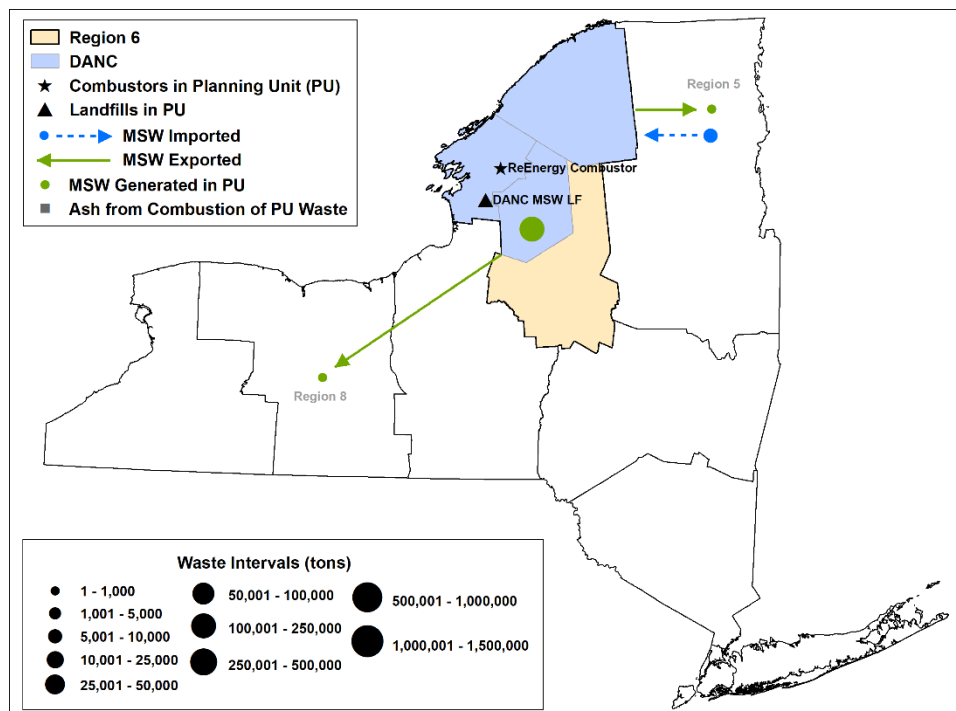 Region 6
DANC
Combustors in Planning Unit (PU)
Landfills in PU
MSW Imported
MSW Exported
MSW Generated in PU
Ash from Combustion of PU Waste
Region 5
ReEnergy Combustor
DANC MSW LF
Region 8
Waste Intervals (tons)
1 - 1,000
1,001 - 5,000
5,001 - 10,000
10,001 - 25,000
25,001 - 50,000
50,001 - 100,000
100,001 - 250,000
250,001 - 500,000
500,001 - 1,000,000
1,000,001 - 1,500,000